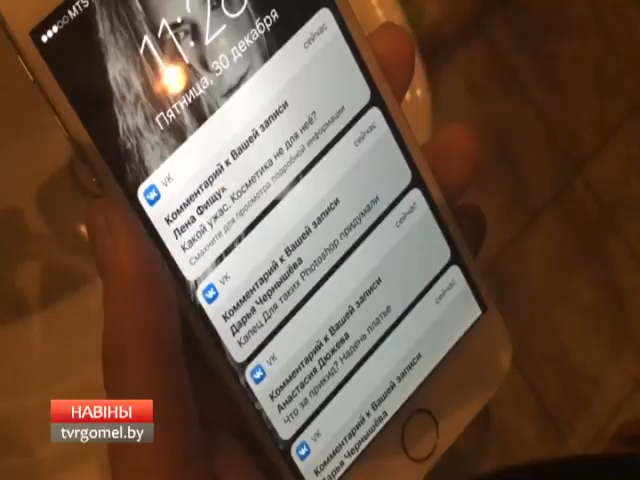 MTS
11:20
Пятница, 30 декабря
VK
сейчас
Комментарий к Вашей записи
Лена Фищук
Какой ужас. Косметика не для неё?
Смахните для просмотра подробной информации
VK
сейчас
Комментарий к Вашей записи
Дарья Чернышёва
Капец Для таких Photoshop придумали
VK
сейчас
Комментарий к Вашей записи
Анастасия Дюжева
Что за прикид? Надень платье
VK
сейчас
Комментарий к Вашей записи
Дарья Чернышёва
НАВІНЫ
tvrgomel.by